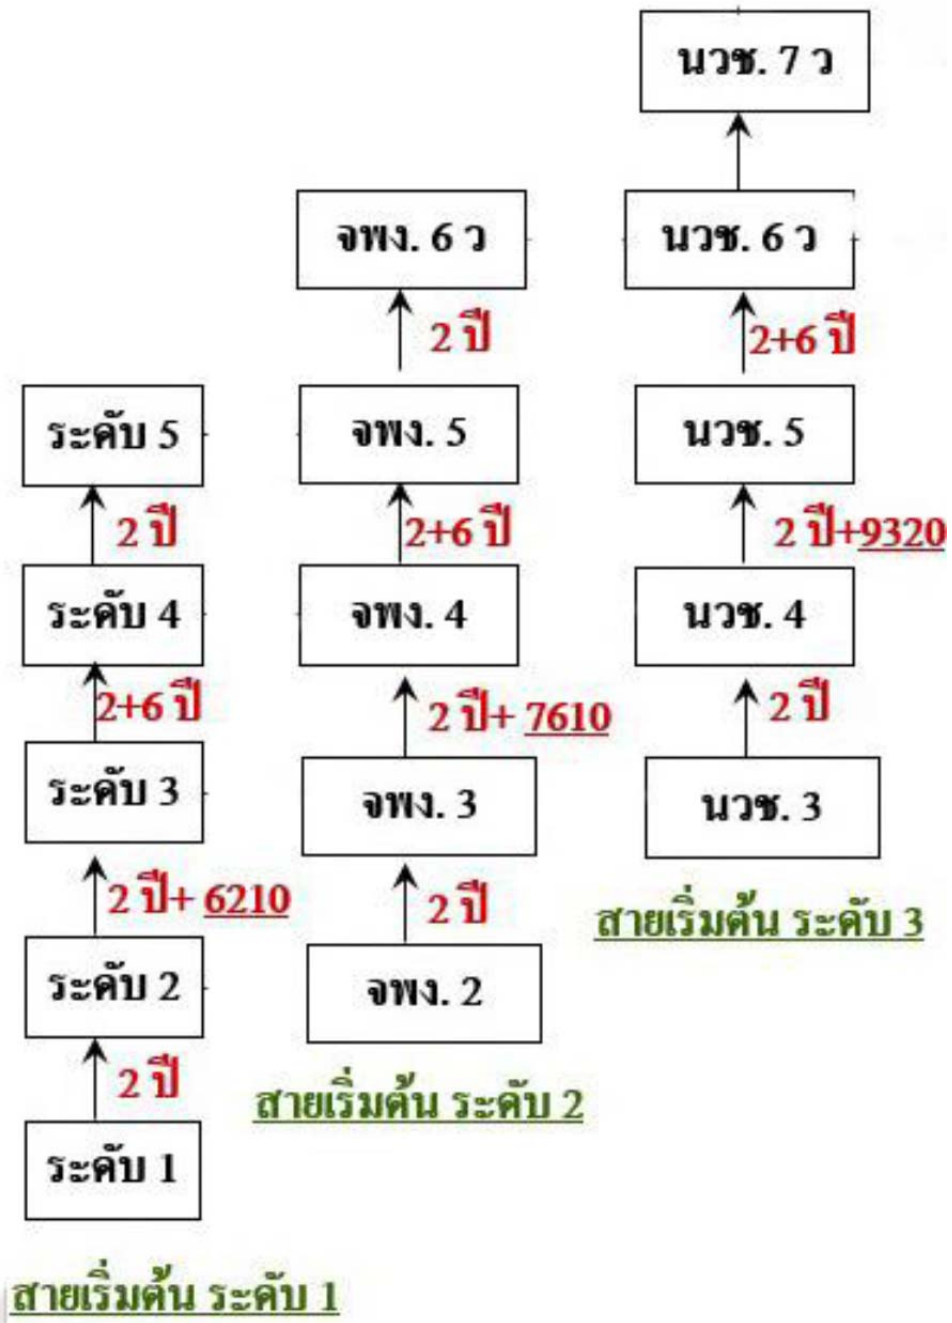 นวช. 7 ว
จพง. 6 ว
นวช. 6 ว
2 ปี
2+6 ปี
ระดับ 5
จพง. 5
นวช. 5
2 ปี
2+6 ปี
2 ปี+9320
ระดับ 4
จพง. 4
นวช. 4
2+6 ปี
2 ปี+ 7610
2 ปี
ระดับ 3
จพง. 3
นวช. 3
2 ปี+ 6210
2 ปี
สายเริ่มต้น ระดับ 3
ระดับ 2
จพง. 2
2 ปี
สายเริ่มต้น ระดับ 2
ระดับ 1
สายเริ่มต้น ระดับ 1